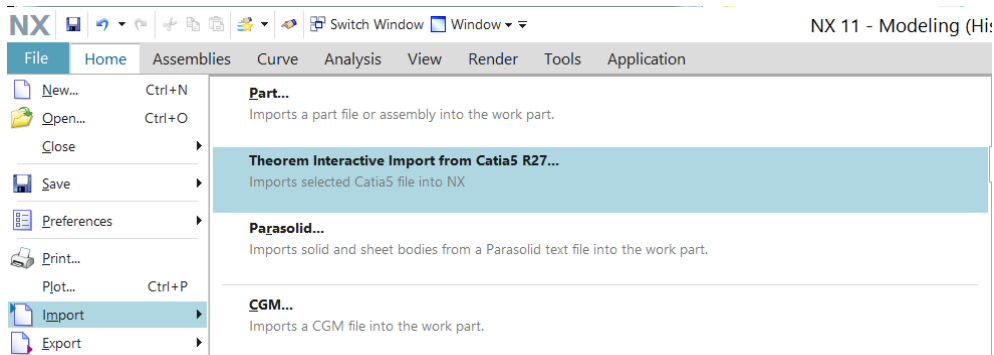 NX Switch Window Window NX 11 - Modeling (His
File Home Assemblies Curve Analysis View Render Tools Application
New... Ctrl+N
Open... Ctrl+O
Close
Save
Preferences
Print...
Plot... Ctrl+P
Import
Export
Part...
Imports a part file or assembly into the work part.
Theorem Interactive Import from Catia5 R27...
Imports selected Catia5 file into NX
Parasolid...
Imports solid and sheet bodies from a Parasolid text file into the work part.
CGM...
Imports a CGM file into the work part.